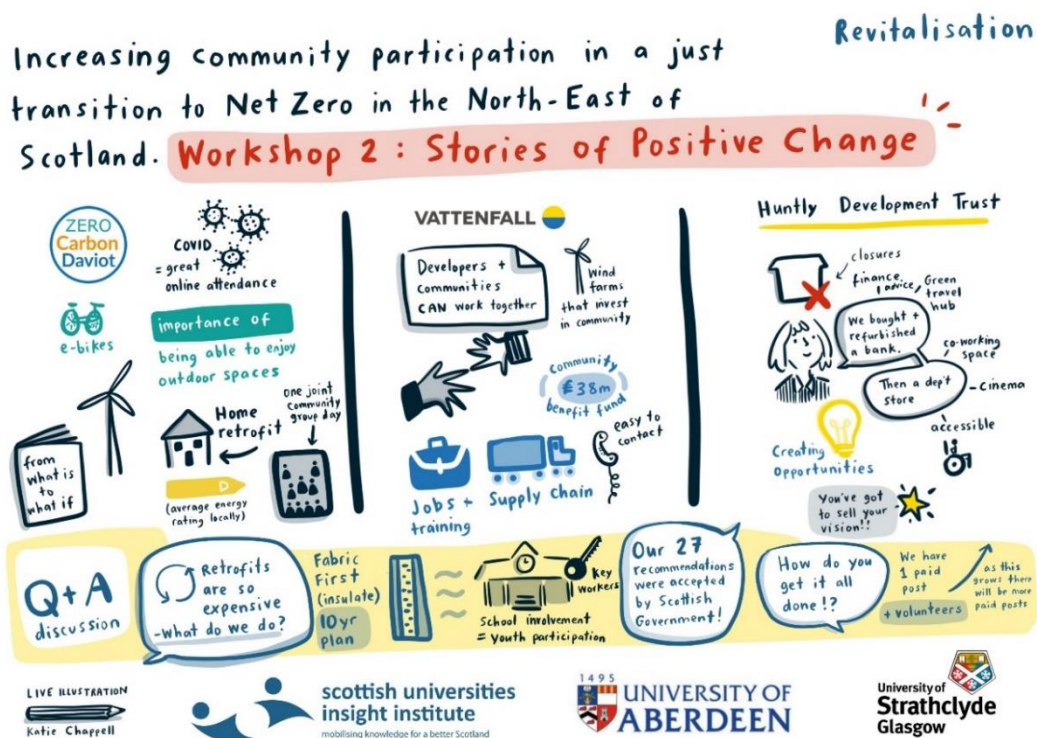 Revitalisation
Increasing community participation in a just
transition to Net Zero in the North-East of
Scotland. Workshop 2 : Stories of Positive Change
ZERO
Carbon
Daviot
COVID
= great
online attendance
e-bikes
importance of
being able to enjoy
outdoor spaces
from
what is
to
what if
Home
retrofit
one joint
community
group day
D
(average energy
rating locally)
VATTENFALL
Developers +
communities
CAN work together
Wind
farms
that invest
in community
community
£38m
benefit fund
easy to
contact
Jobs +
training
Supply chain
Huntly Development Trust
closures
finance
advice
Green
travel
hub
We bought +
refurbished
a bank.
co-working
space
Then a dep't
store
- cinema
accessible
Creating
opportunities
You've got
to sell your
vision!!
Q+A
discussion
Retrofits
are so
expensive
- what do we do?
Fabric
First
(insulate)
10yr
plan
Key
workers
School involvement
= Youth participation
Our 27
recommendations
were accepted
by Scottish
Government!
How do you
get it all
done!?
We have
1 paid
post
+ volunteers
as this
grows there
will be more
paid posts
LIVE ILLUSTRATION
Katie Chappell
scottish universities
insight institute
mobilising knowledge for a better Scotland
1495
UNIVERSITY OF
ABERDEEN
University of
Strathclyde
Glasgow